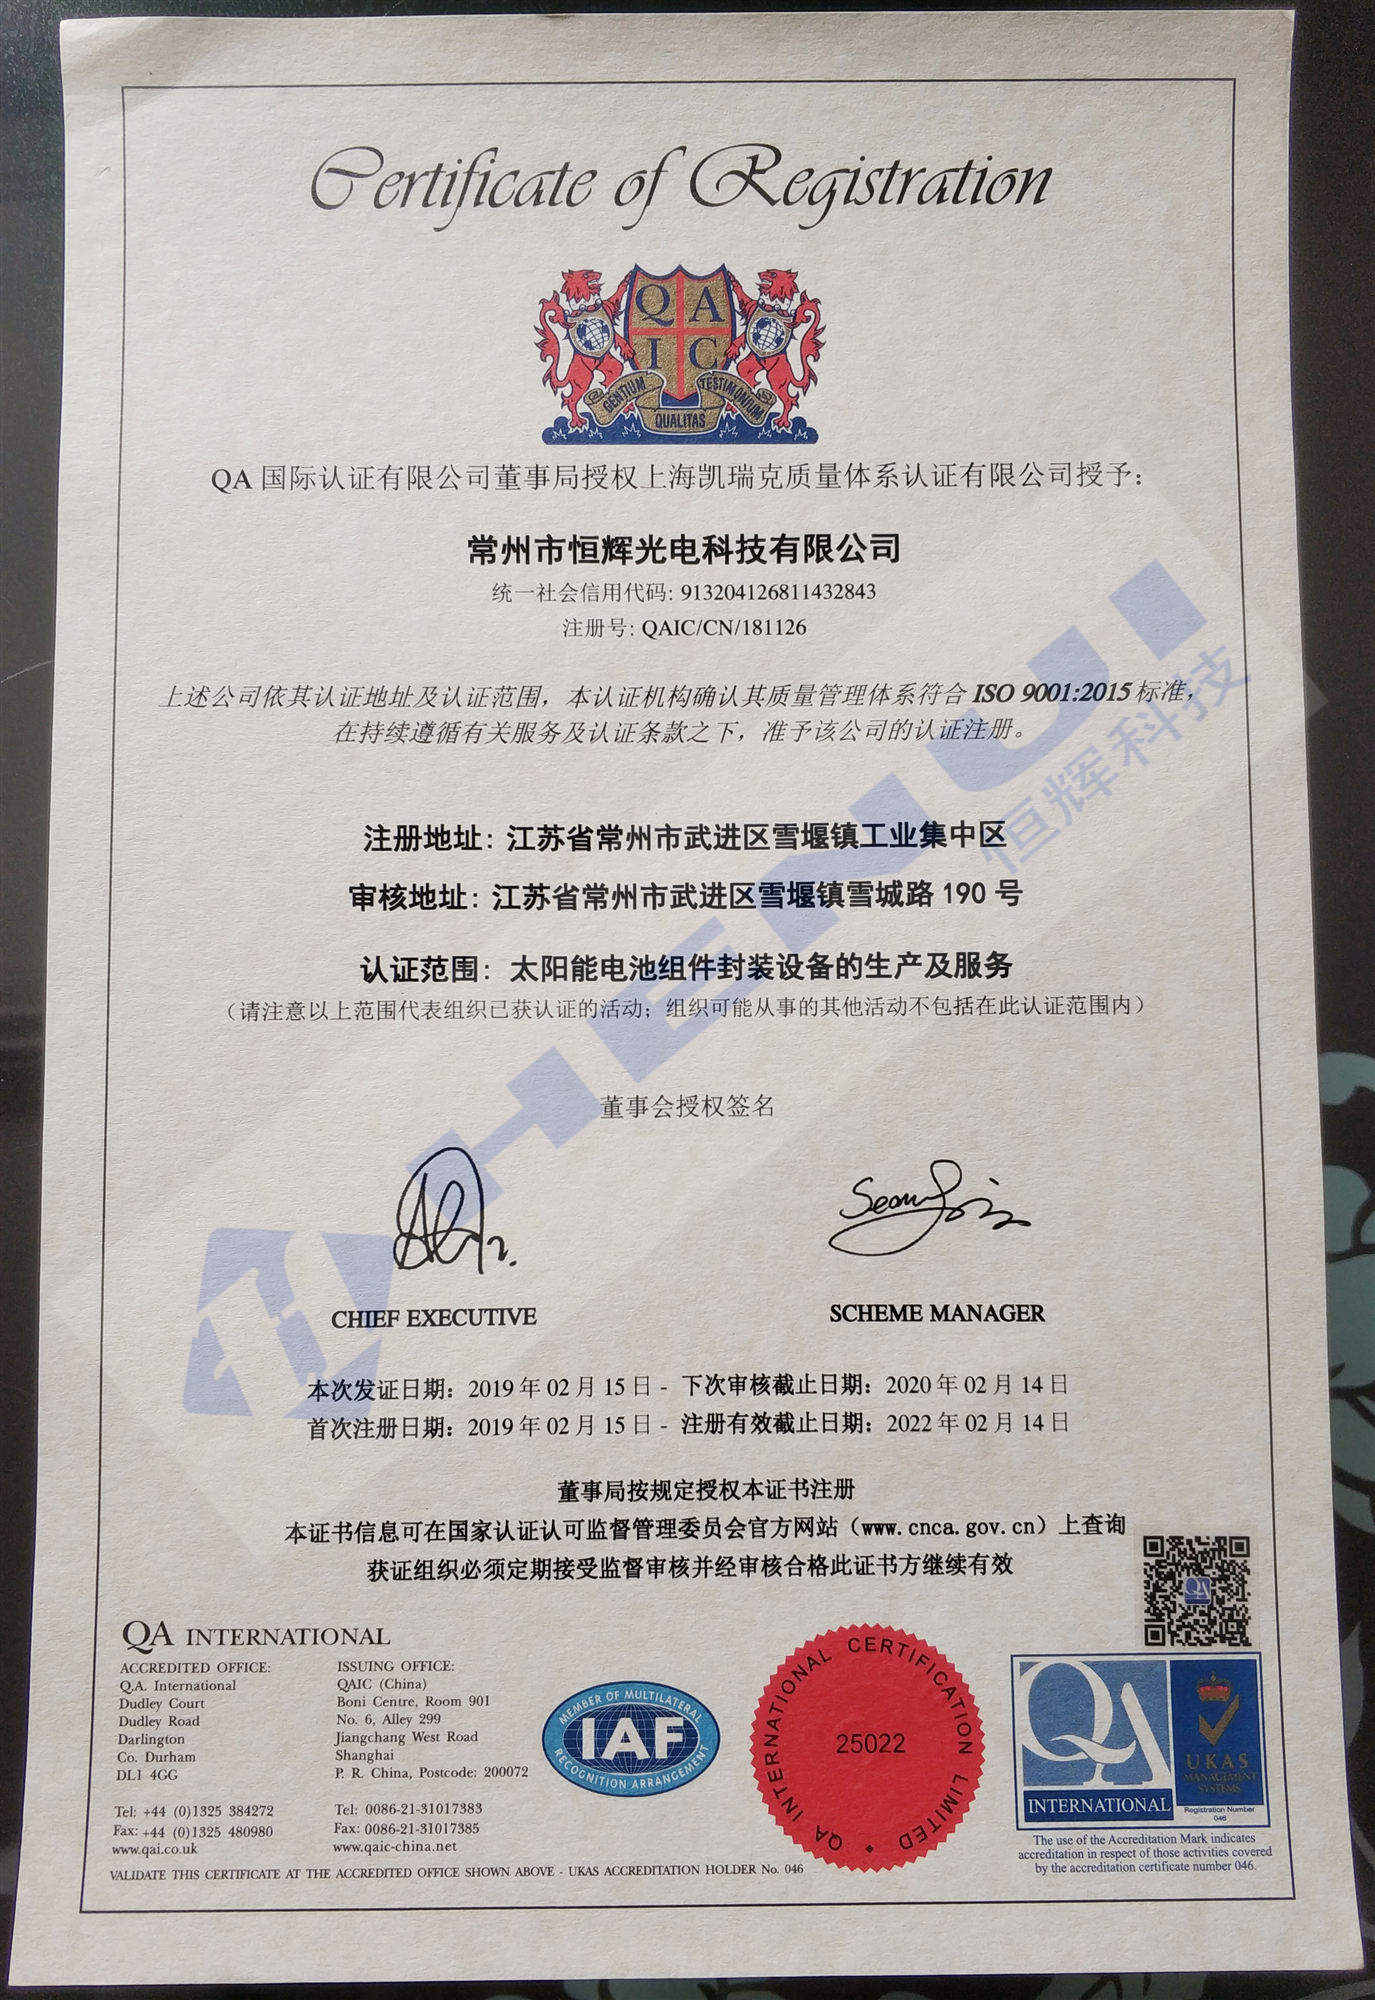 Certificate of Registration
QA
IC
GENTIUM
QUALITAS
TESTIMONIUM
QA 国际认证有限公司董事局授权上海凯瑞克质量体系认证有限公司授予：
常州市恒辉光电科技有限公司
统一社会信用代码: 913204126811432843
注册号: QAIC/CN/181126
上述公司依其认证地址及认证范围，本认证机构确认其质量管理体系符合 ISO 9001:2015 标准，
在持续遵循有关服务及认证条款之下，准予该公司的认证注册。
注册地址: 江苏省常州市武进区雪堰镇工业集中区
审核地址: 江苏省常州市武进区雪堰镇雪城路 190 号
认证范围: 太阳能电池组件封装设备的生产及服务
（请注意以上范围代表组织已获认证的活动；组织可能从事的其他活动不包括在此认证范围内）
恒辉科技
董事会授权签名
CHIEF EXECUTIVE
SCHEME MANAGER
本次发证日期: 2019 年 02 月 15 日 - 下次审核截止日期: 2020 年 02 月 14 日
首次注册日期: 2019 年 02 月 15 日 - 注册有效截止日期: 2022 年 02 月 14 日
董事局按规定授权本证书注册
本证书信息可在国家认证认可监督管理委员会官方网站（www.cnca.gov.cn）上查询
获证组织必须定期接受监督审核并经审核合格此证书方继续有效
QA INTERNATIONAL
ACCREDITED OFFICE:
Q.A. International
Dudley Court
Dudley Road
Darlington
Co. Durham
DL1 4GG
Tel: +44 (0)1325 384272
Fax: +44 (0)1325 480980
www.qai.co.uk
ISSUING OFFICE:
QAIC (China)
Boni Centre, Room 901
No. 6, Alley 299
Jiangchang West Road
Shanghai
P. R. China, Postcode: 200072
Tel: 0086-21-31017383
Fax: 0086-21-31017385
www.qaic-china.net
MEMBER OF MULTILATERAL
IAF
RECOGNITION ARRANGEMENT
QA INTERNATIONAL CERTIFICATION LIMITED
25022
QA
INTERNATIONAL
UKAS
MANAGEMENT
SYSTEMS
Registration Number
046
The use of the Accreditation Mark indicates
accreditation in respect of those activities covered
by the accreditation certificate number 046.
VALIDATE THIS CERTIFICATE AT THE ACCREDITED OFFICE SHOWN ABOVE - UKAS ACCREDITATION HOLDER No. 046